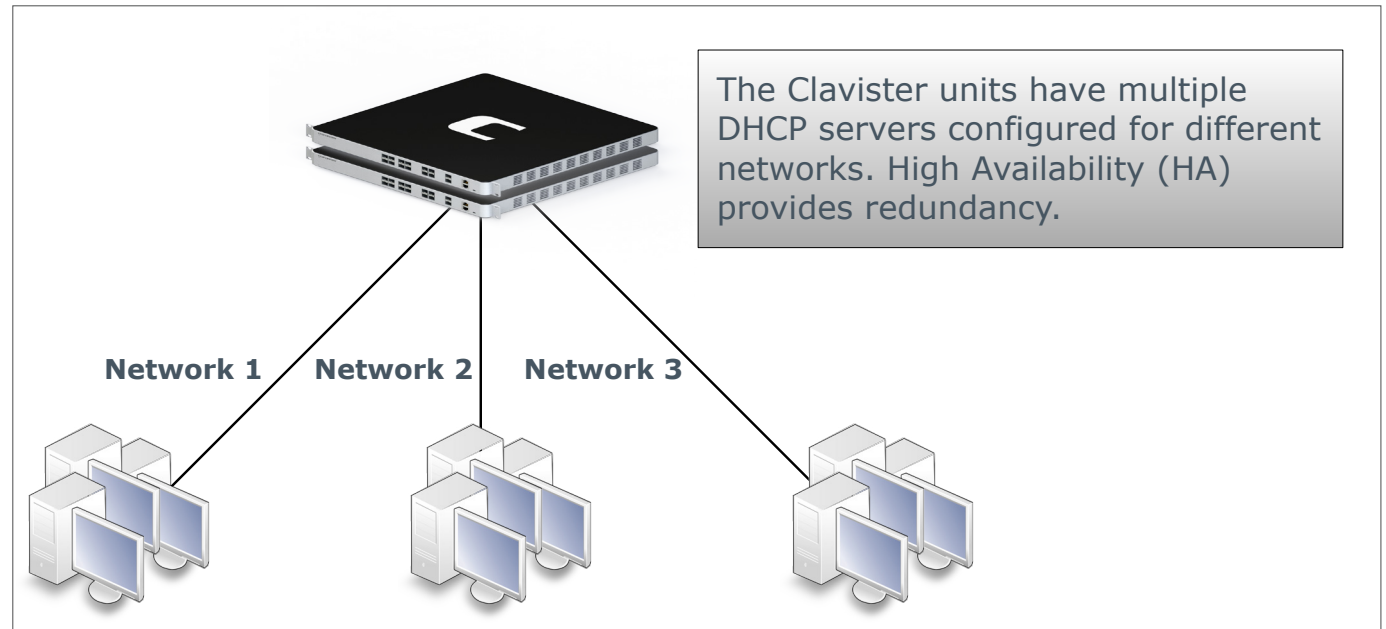 The Clavister units have multiple
DHCP servers configured for different
networks. High Availability (HA)
provides redundancy.
Network 1
Network 2
Network 3